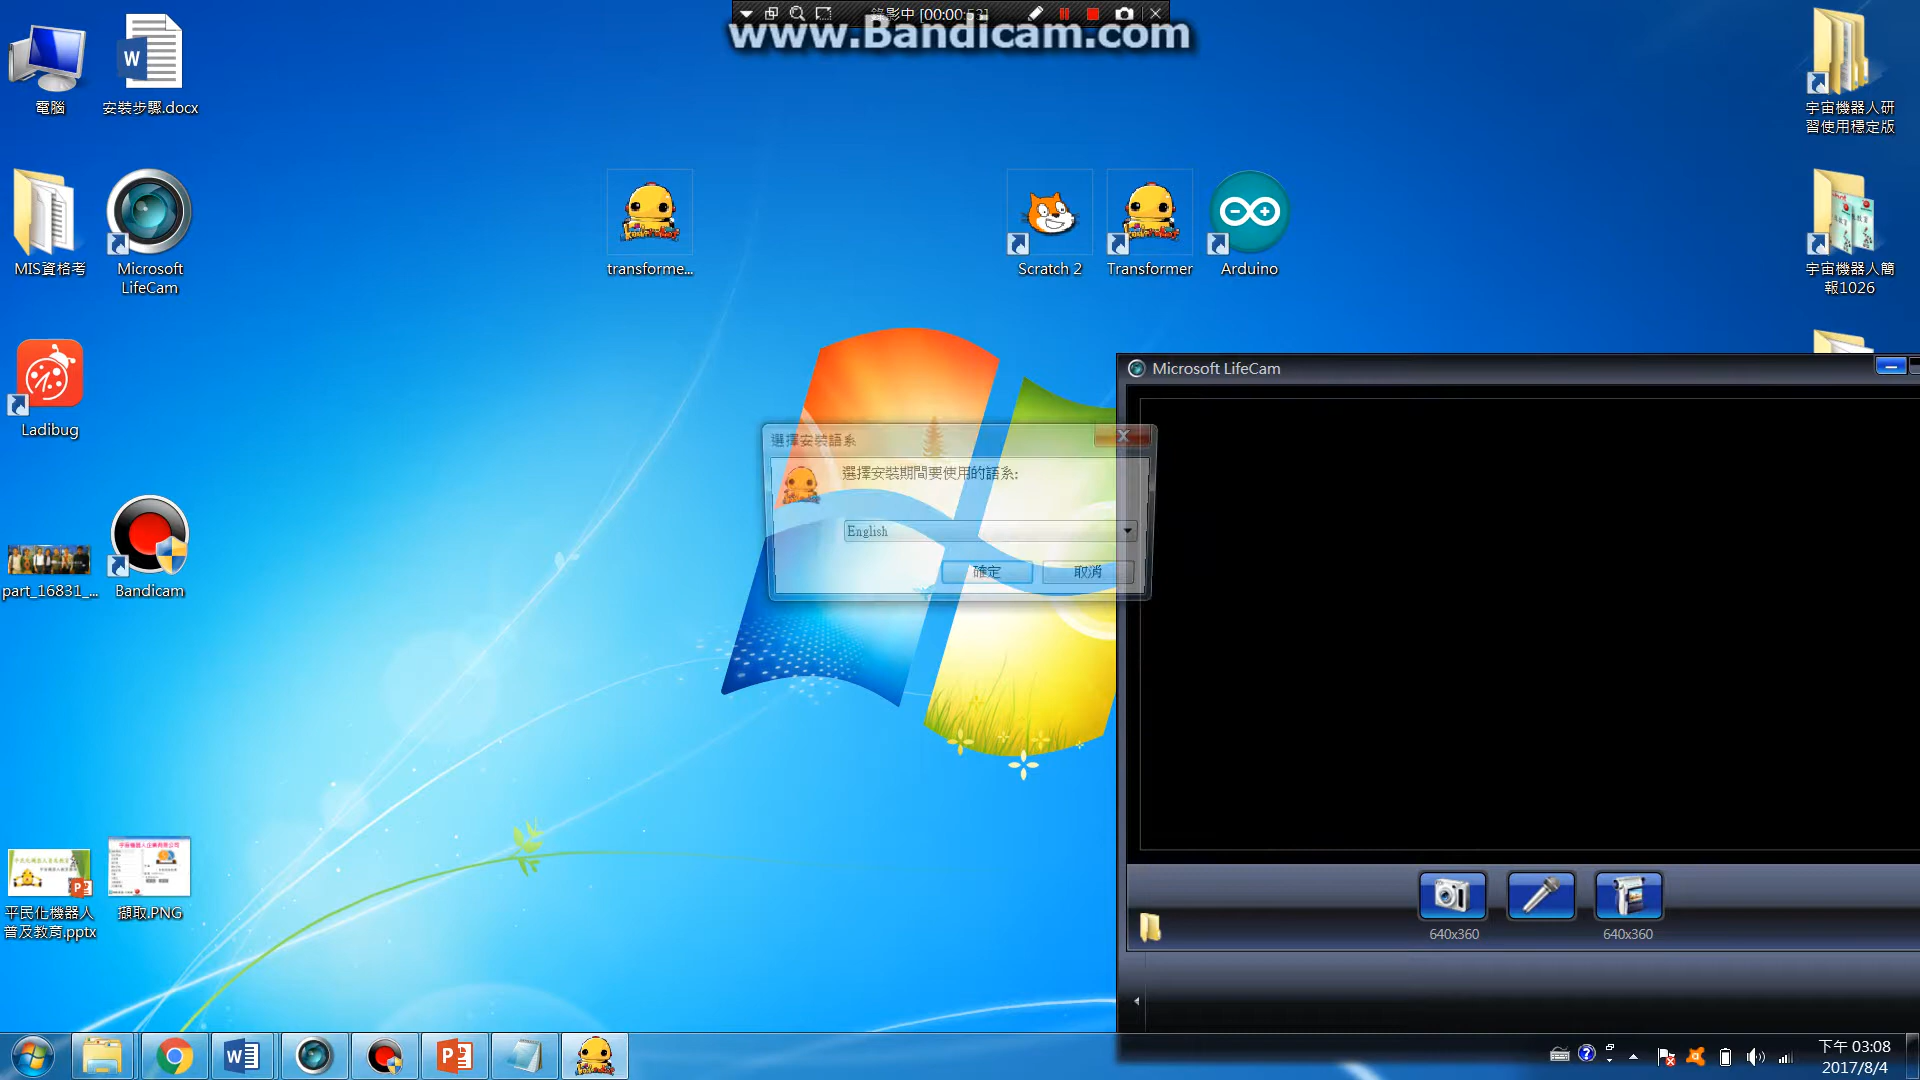 錄影中 [00:00:53]
www.Bandicam.com
電腦
安裝步驟.docx
宇宙機器人研
習使用穩定版
MIS資格考
Microsoft
LifeCam
transforme...
Scratch 2
Transformer
Arduino
宇宙機器人簡
報1026
Ladibug
Microsoft LifeCam
選擇安裝語系
選擇安裝期間要使用的語系:
English
確定
取消
part_16831_...
Bandicam
平民化機器人
普及教育.pptx
擷取.PNG
640x360
640x360
下午 03:08
2017/8/4